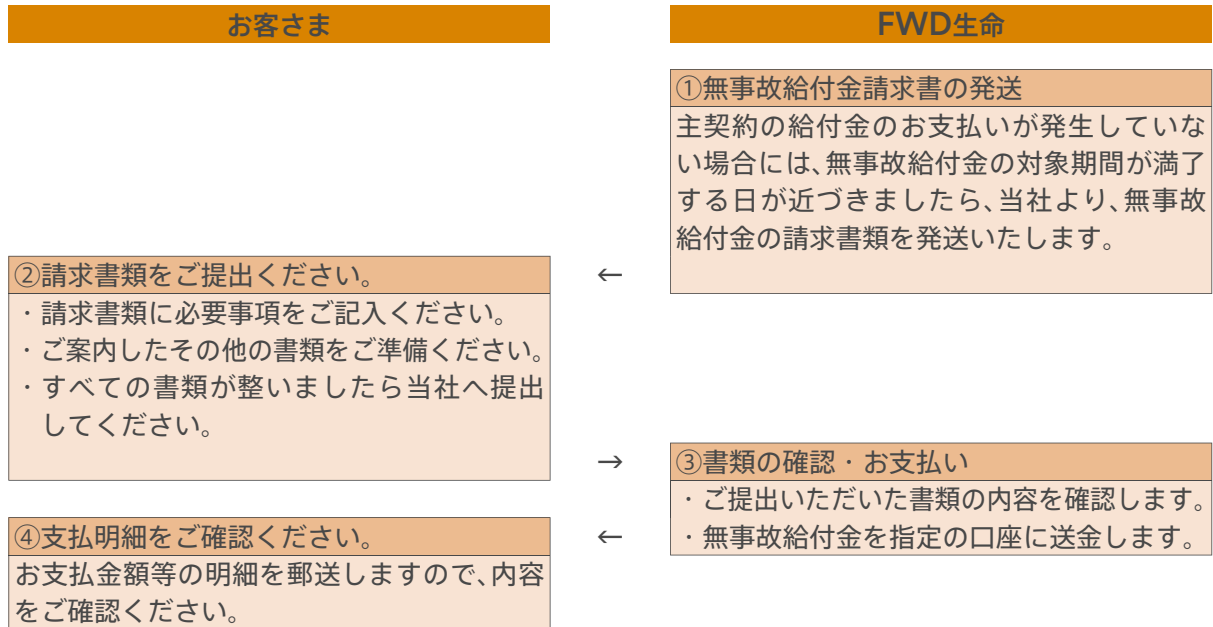 お客さま
FWD生命
①無事故給付金請求書の発送
主契約の給付金のお支払いが発生していな
い場合には、無事故給付金の対象期間が満了
する日が近づきましたら、当社より、無事故
給付金の請求書類を発送いたします。
←
②請求書類をご提出ください。
・請求書類に必要事項をご記入ください。
・ご案内したその他の書類をご準備ください。
・すべての書類が整いましたら当社へ提出
してください。
→
③書類の確認・お支払い
・ご提出いただいた書類の内容を確認します。
・無事故給付金を指定の口座に送金します。
←
④支払明細をご確認ください。
お支払金額等の明細を郵送しますので、内容
をご確認ください。